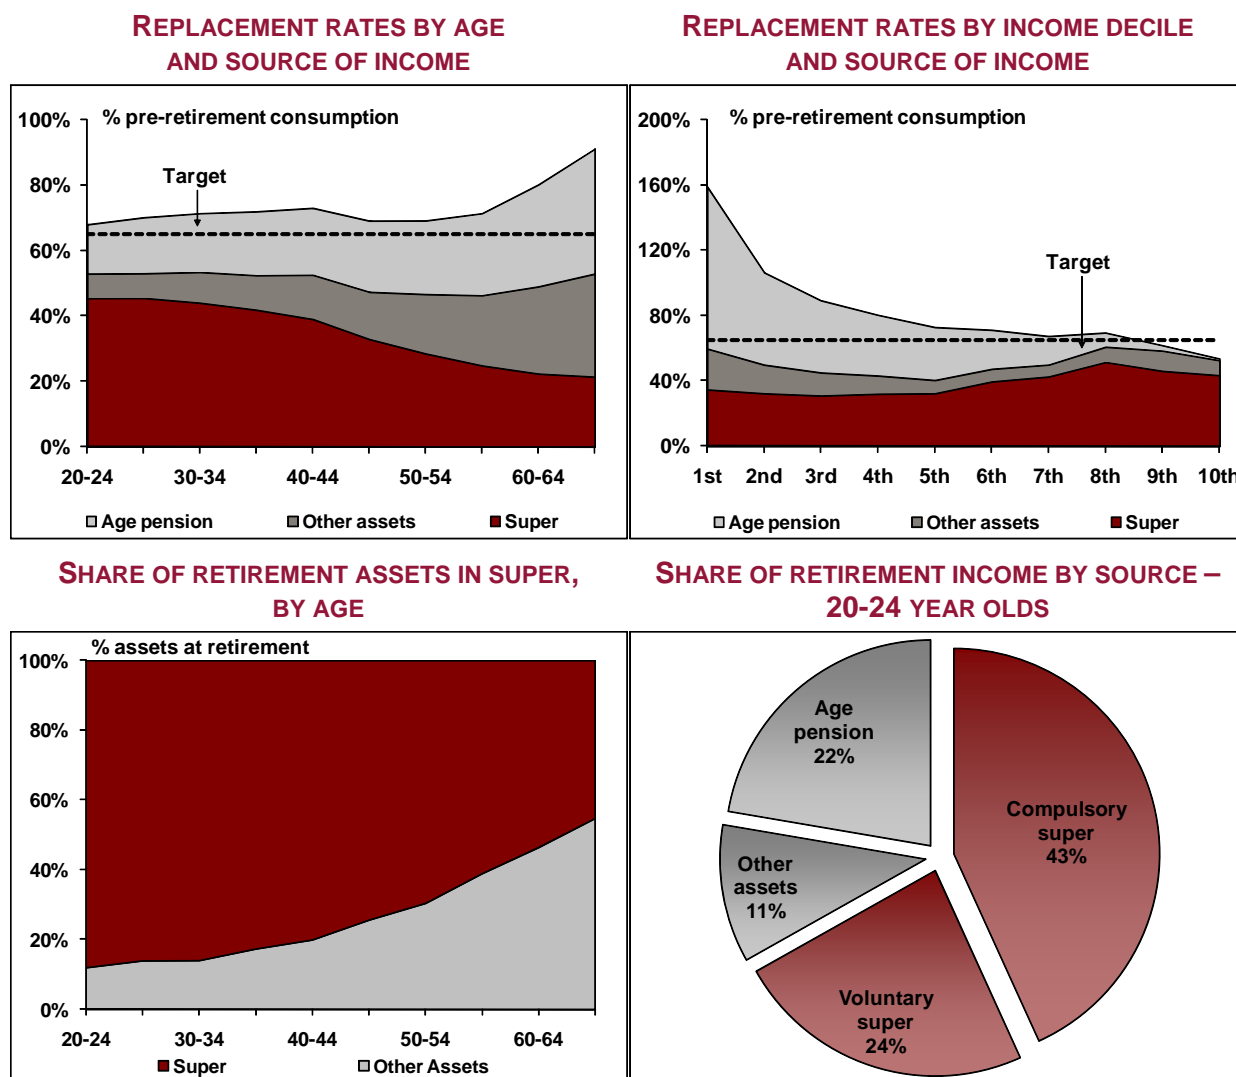 REPLACEMENT RATES BY AGE
AND SOURCE OF INCOME
% pre-retirement consumption
100%
80%
60%
40%
20%
0%
Target
20-24
30-34
40-44
50-54
60-64
Age pension
Other assets
Super
REPLACEMENT RATES BY INCOME DECILE
AND SOURCE OF INCOME
% pre-retirement consumption
200%
160%
120%
80%
40%
0%
Target
1st
2nd
3rd
4th
5th
6th
7th
8th
9th
10th
Age pension
Other assets
Super
SHARE OF RETIREMENT ASSETS IN SUPER,
BY AGE
% assets at retirement
100%
80%
60%
40%
20%
0%
20-24
30-34
40-44
50-54
60-64
Super
Other Assets
SHARE OF RETIREMENT INCOME BY SOURCE –
20-24 YEAR OLDS
Age
pension
22%
Compulsory
super
43%
Other
assets
11%
Voluntary
super
24%